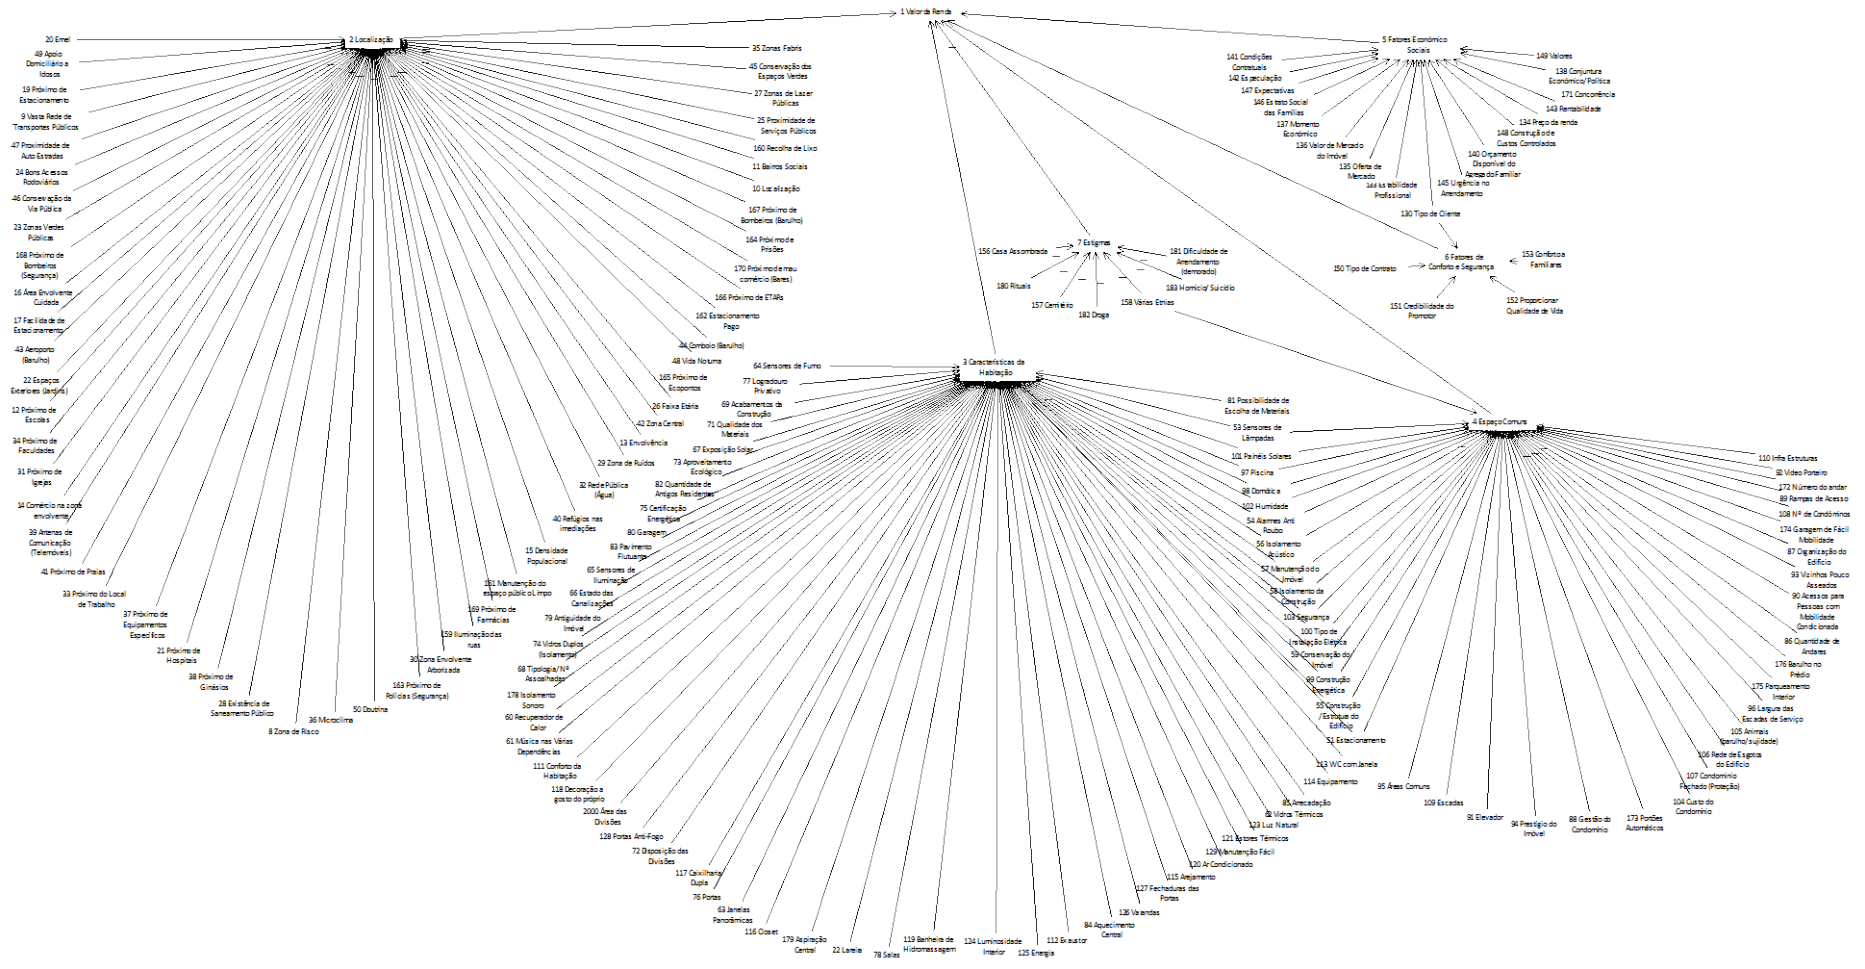 1 Valor da Renda
20 Emel
2 Localização
49 Apoio
Domiciliário a
Idosos
19 Próximo de
Estacionamento
9 Vasta Rede de
Transportes Públicos
47 Proximidade de
Auto Estradas
24 Bons Acessos
Rodoviários
46 Conservação da
Via Pública
23 Zonas Verdes
Públicas
168 Próximo de
Bombeiros
(Segurança)
16 Área Envolvente
Cuidada
17 Facilidade de
Estacionamento
43 Aeroporto
(Barulho)
22 Espaços
Exteriores (Jardins)
12 Próximo de
Escolas
34 Próximo de
Faculdades
31 Próximo de
Igrejas
14 Comércio na zona
envolvente
39 Antenas de
Comunicação
(Telemóveis)
41 Próximo de Praias
33 Próximo do Local
de Trabalho
37 Próximo de
Equipamentos
Específicos
21 Próximo de
Hospitais
38 Próximo de
Ginásios
28 Existência de
Saneamento Público
8 Zona de Risco
36 Microclima
50 Doutrina
163 Próximo de
Polícias (Segurança)
30 Zona Envolvente
Arborizada
159 Iluminação das
ruas
169 Próximo de
Farmácias
161 Manutenção do
espaço público Limpo
15 Densidade
Populacional
40 Refúgios nas
imediações
32 Rede Pública
(Água)
29 Zona de Ruídos
13 Envolvência
42 Zona Central
26 Faixa Etária
165 Próximo de
Ecopontos
48 Vida Noturna
44 Comboio (Barulho)
162 Estacionamento
Pago
166 Próximo de ETARs
170 Próximo de mau
comércio (Bares)
164 Próximo de
Prisões
167 Próximo de
Bombeiros (Barulho)
10 Localização
11 Bairros Sociais
160 Recolha de Lixo
25 Proximidade de
Serviços Públicos
27 Zonas de Lazer
Públicas
45 Conservação dos
Espaços Verdes
35 Zonas Fabris
5 Fatores Económico
Sociais
141 Condições
Contratuais
142 Especulação
147 Expectativas
146 Estrato Social
das Famílias
137 Momento
Económico
136 Valor de Mercado
do Imóvel
135 Oferta de
Mercado
Estabilidade
Profissional
145 Urgência no
Arrendamento
140 Orçamento
Disponível do
Agregado Familiar
148 Construção de
Custos Controlados
134 Preço da renda
143 Rentabilidade
171 Concorrência
138 Conjuntura
Económico/Política
149 Valores
130 Tipo de Cliente
6 Fatores de
Conforto e Segurança
150 Tipo de Contrato
151 Credibilidade do
Promotor
152 Proporcionar
Qualidade de Vida
153 Conforto a
Familiares
7 Estigmas
156 Casa Assombrada
180 Rituais
157 Cemitério
182 Droga
158 Várias Etnias
183 Homicío/ Suicídio
181 Dificuldade de
Arrendamento
(demorado)
3 Características da
Habitação
64 Sensores de Fumo
77 Logradouro
Privativo
69 Acabamentos da
Construção
71 Qualidade dos
Materiais
67 Exposição Solar
73 Aproveitamento
Ecológico
82 Quantidade de
Antigos Residentes
75 Certificação
Energética
80 Garagem
83 Pavimento
Flutuante
65 Sensores de
Iluminação
66 Estado das
Canalizações
79 Antiguidade do
Imóvel
74 Vidros Duplos
(Isolamento)
68 Tipologia/ Nº
Assoalhadas
178 Isolamento
Sonoro
60 Recuperador de
Calor
61 Música nas Várias
Dependências
111 Conforto da
Habitação
118 Decoração a
gosto do próprio
2000 Área das
Divisões
128 Portas Anti-Fogo
72 Disposição das
Divisões
117 Caixilharia
Dupla
76 Portas
63 Janelas
Panorâmicas
116 Closet
179 Aspiração
Central
22 Lareia
78 Salas
119 Banheira de
Hidromassagem
124 Luminosidade
Interior
125 Energia
112 Exaustor
84 Aquecimento
Central
126 Varandas
127 Fechaduras das
Portas
115 Arejamento
120 Ar Condicionado
129 Manutenção Fácil
121 Estores Térmicos
123 Luz Natural
62 Vidros Térmicos
85 Arrecadação
114 Equipamento
113 WC com Janela
51 Estacionamento
55 Construção
/Estrutura do
Edifício
99 Construção
Energética
59 Conservação do
Imóvel
100 Tipo de
Instalação Elétrica
103 Segurança
58 Isolamento da
Construção
57 Manutenção do
Imóvel
56 Isolamento
Acústico
54 Alarmes Anti
Roubo
102 Humidade
98 Domótica
97 Piscina
101 Painéis Solares
53 Sensores de
Lâmpadas
81 Possibilidade de
Escolha de Materiais
4 Espaço Comuns
110 Infra Estruturas
92 Video Porteiro
172 Número do andar
89 Rampas de Acesso
108 Nº de Condóminos
174 Garagem de Fácil
Mobilidade
87 Organização do
Edifício
93 Vizinhos Pouco
Asseados
90 Acessos para
Pessoas com
Mobilidade
Condicionada
86 Quantidade de
Andares
176 Barulho no
Prédio
175 Parqueamento
Interior
96 Largura das
Escadas de Serviço
105 Animais
(barulho/sujidade)
106 Rede de Esgotos
do Edifício
107 Condomínio
Fechado (Proteção)
104 Custo do
Condomínio
173 Portões
Automáticos
88 Gestão do
Condomínio
94 Prestígio do
Imóvel
91 Elevador
109 Escadas
95 Áreas Comuns